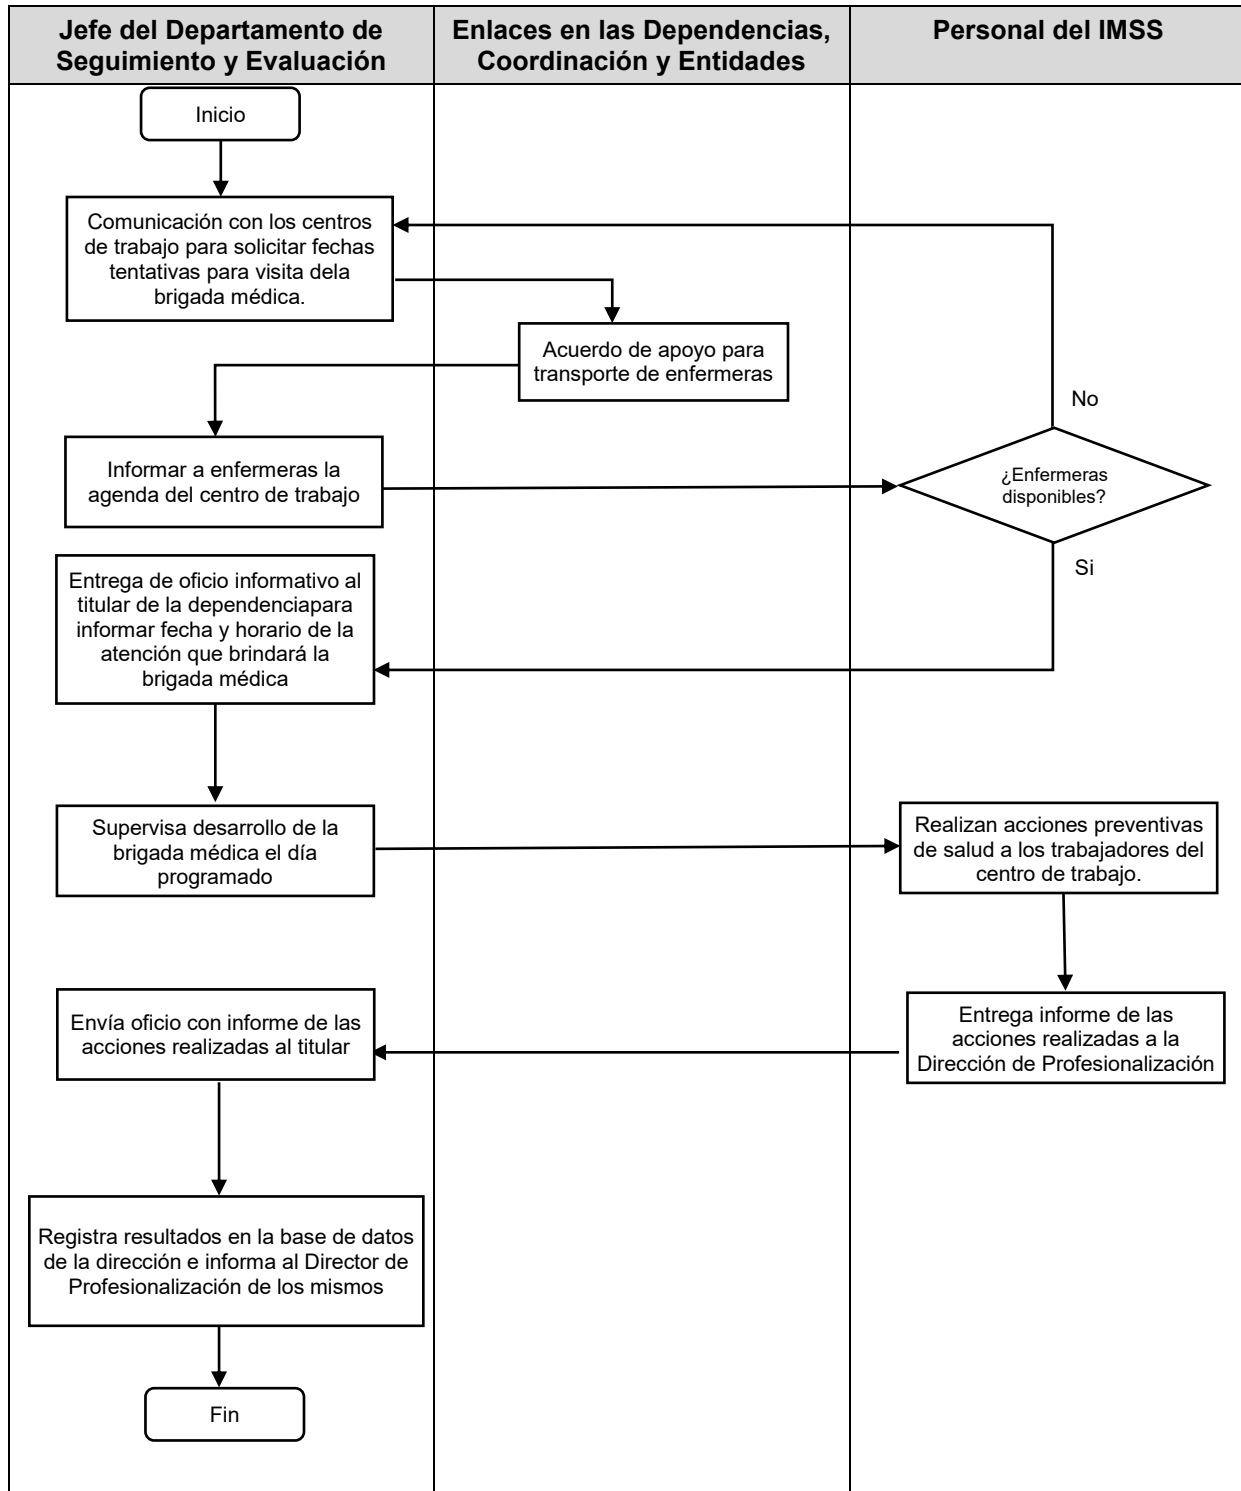 Jefe del Departamento de
Seguimiento y Evaluación
Enlaces en las Dependencias,
Coordinación y Entidades
Personal del IMSS
Inicio
Comunicación con los centros
de trabajo para solicitar fechas
tentativas para visita dela
brigada médica.
Acuerdo de apoyo para
transporte de enfermeras
No
Informar a enfermeras la
agenda del centro de trabajo
¿Enfermeras
disponibles?
Si
Entrega de oficio informativo al
titular de la dependenciapara
informar fecha y horario de la
atención que brindará la
brigada médica
Supervisa desarrollo de la
brigada médica el día
programado
Realizan acciones preventivas
de salud a los trabajadores del
centro de trabajo.
Entrega informe de las
acciones realizadas a la
Dirección de Profesionalización
Envía oficio con informe de las
acciones realizadas al titular
Registra resultados en la base de datos
de la dirección e informa al Director de
Profesionalización de los mismos
Fin